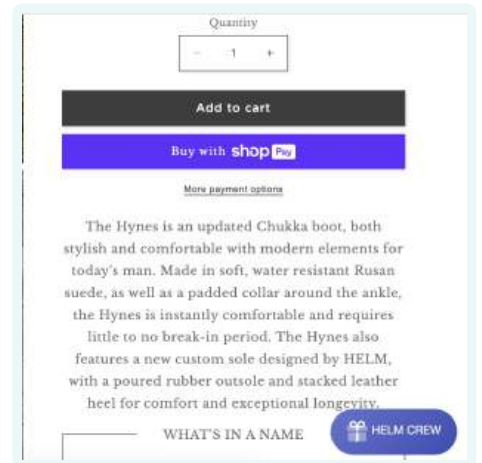 Quantity
− 1 +
Add to cart
Buy with shop Pay
More payment options
The Hynes is an updated Chukka boot, both
stylish and comfortable with modern elements for
today's man. Made in soft, water resistant Rusan
suede, as well as a padded collar around the ankle,
the Hynes is instantly comfortable and requires
little to no break-in period. The Hynes also
features a new custom sole designed by HELM,
with a poured rubber outsole and stacked leather
heel for comfort and exceptional longevity.
WHAT'S IN A NAME
HELM CREW